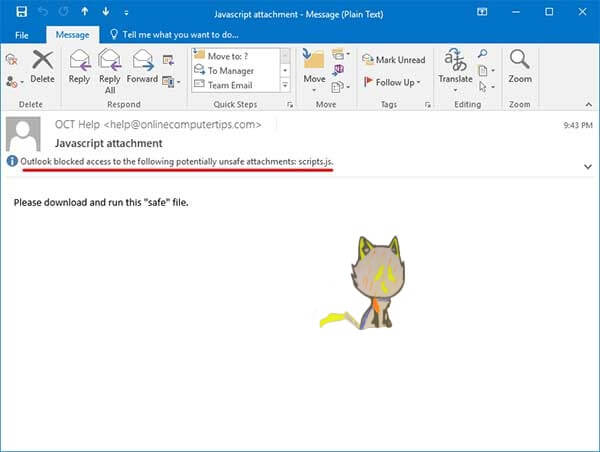 Javascript attachment - Message (Plain Text)
File
Message
Tell me what you want to do...
Delete
Reply
Reply All
Forward
Move to: ?
To Manager
Team Email
Move
Mark Unread
Follow Up
Translate
Zoom
Delete
Respond
Quick Steps
Move
Tags
Editing
Zoom
OCT Help <help@onlinecomputertips.com>
9:43 PM
Javascript attachment
Outlook blocked access to the following potentially unsafe attachments: scripts.js.
Please download and run this "safe" file.